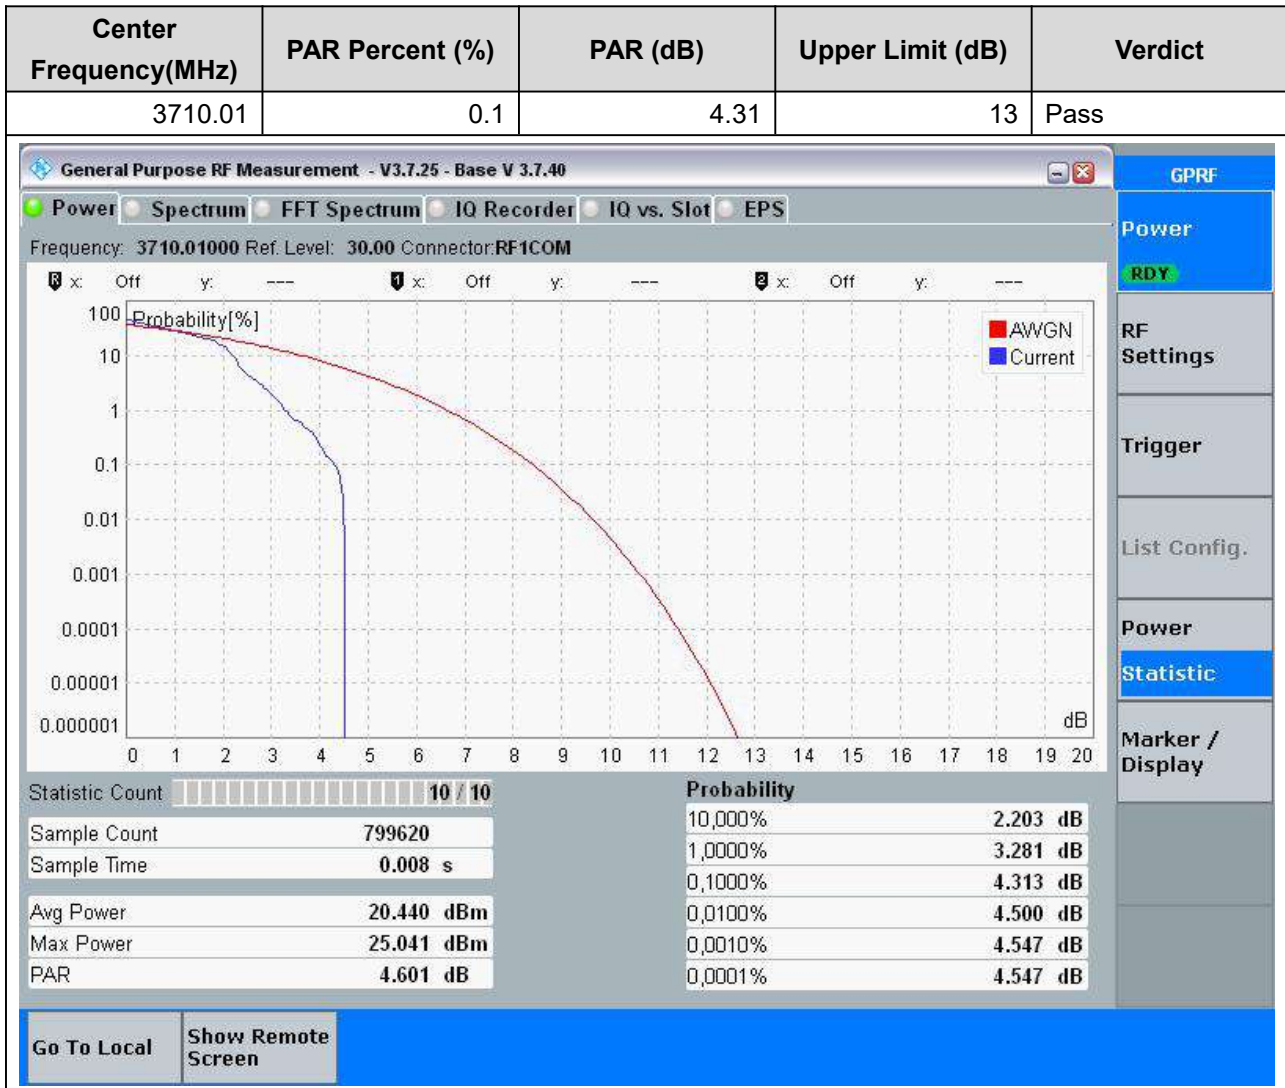 Center Frequency(MHz) PAR Percent (%) PAR (dB) Upper Limit (dB) Verdict
3710.01 0.1 4.31 13 Pass
General Purpose RF Measurement - V3.7.25 - Base V 3.7.40
GPRF
Power Spectrum FFT Spectrum IQ Recorder IQ vs. Slot EPS
Frequency: 3710.01000 Ref. Level: 30.00 Connector:RF1COM
R x: Off y: --- 1 x: Off y: --- 2 x: Off y: ---
Power
RDY
RF
Settings
Trigger
List Config.
Power
Statistic
Marker /
Display
Probability[%]
AWGN
Current
100
10
1
0.1
0.01
0.001
0.0001
0.00001
0.000001
dB
0 1 2 3 4 5 6 7 8 9 10 11 12 13 14 15 16 17 18 19 20
Statistic Count 10 / 10
Sample Count 799620
Sample Time 0.008 s
Avg Power 20.440 dBm
Max Power 25.041 dBm
PAR 4.601 dB
Probability
10,000% 2.203 dB
1,0000% 3.281 dB
0,1000% 4.313 dB
0,0100% 4.500 dB
0,0010% 4.547 dB
0,0001% 4.547 dB
Go To Local
Show Remote
Screen